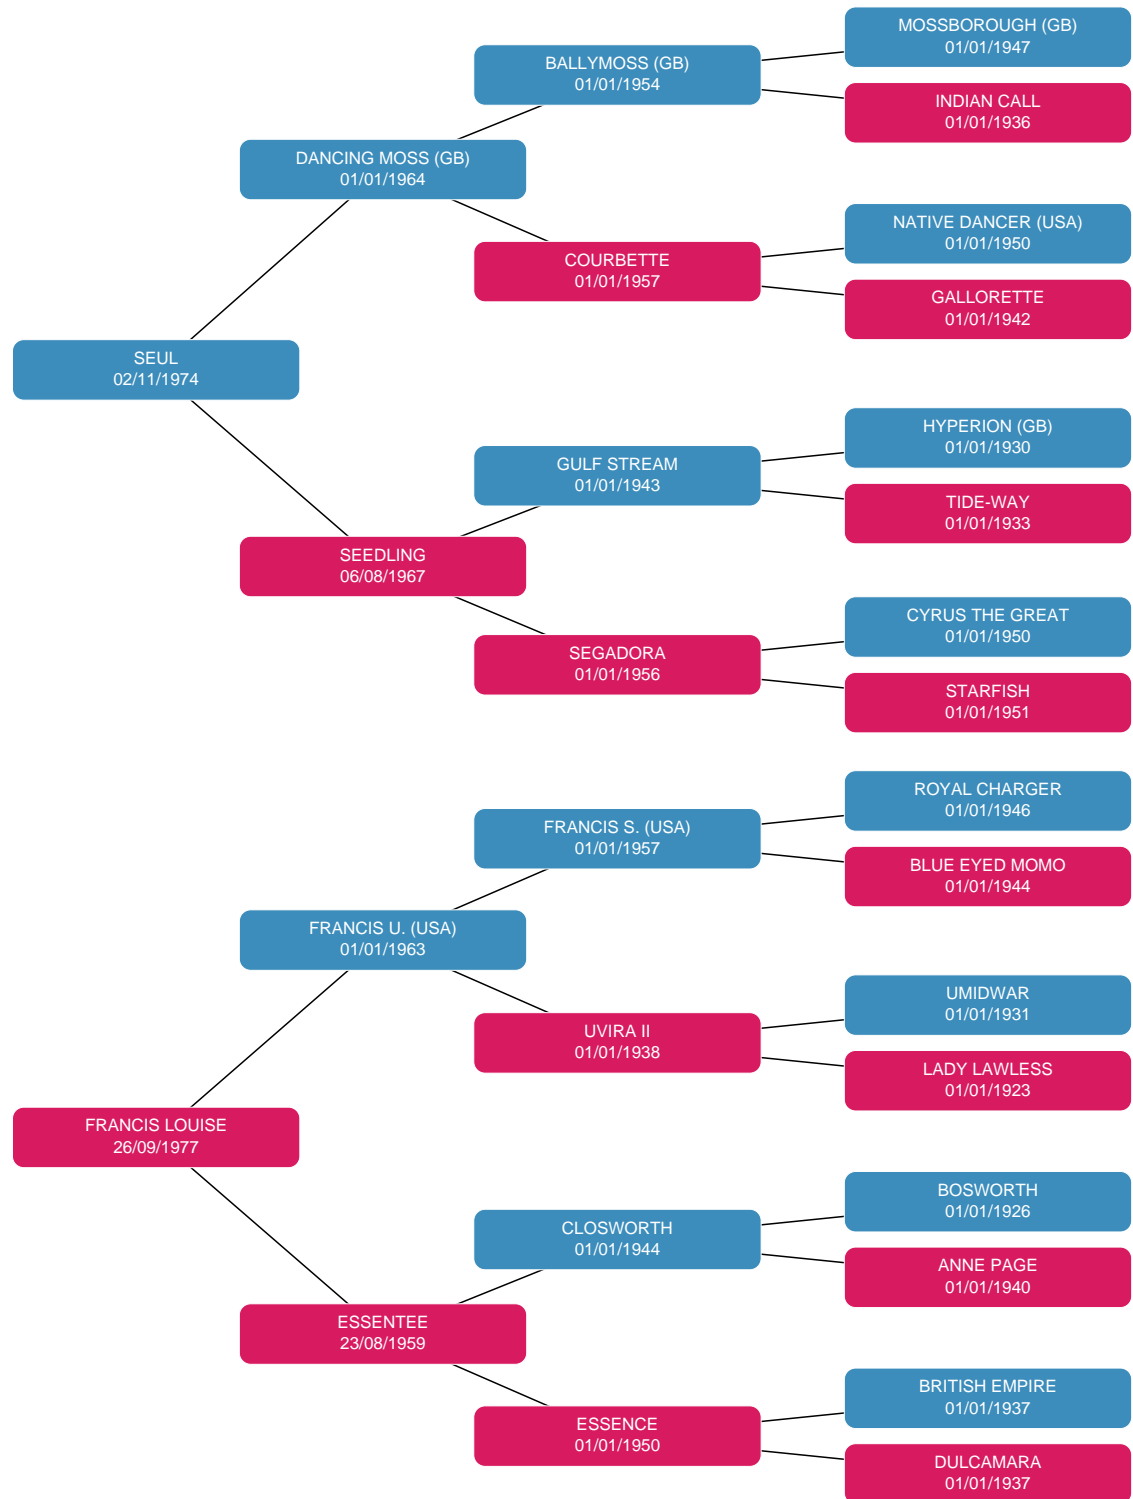 MOSSBOROUGH (GB)
01/01/1947
BALLYMOSS (GB)
01/01/1954
INDIAN CALL
01/01/1936
DANCING MOSS (GB)
01/01/1964
NATIVE DANCER (USA)
01/01/1950
COURBETTE
01/01/1957
GALLORETTE
01/01/1942
SEUL
02/11/1974
HYPERION (GB)
01/01/1930
GULF STREAM
01/01/1943
TIDE-WAY
01/01/1933
SEEDLING
06/08/1967
CYRUS THE GREAT
01/01/1950
SEGADORA
01/01/1956
STARFISH
01/01/1951
ROYAL CHARGER
01/01/1946
FRANCIS S. (USA)
01/01/1957
BLUE EYED MOMO
01/01/1944
FRANCIS U. (USA)
01/01/1963
UMIDWAR
01/01/1931
UVIRA II
01/01/1938
LADY LAWLESS
01/01/1923
FRANCIS LOUISE
26/09/1977
BOSWORTH
01/01/1926
CLOSWORTH
01/01/1944
ANNE PAGE
01/01/1940
ESSENTEE
23/08/1959
BRITISH EMPIRE
01/01/1937
ESSENCE
01/01/1950
DULCAMARA
01/01/1937